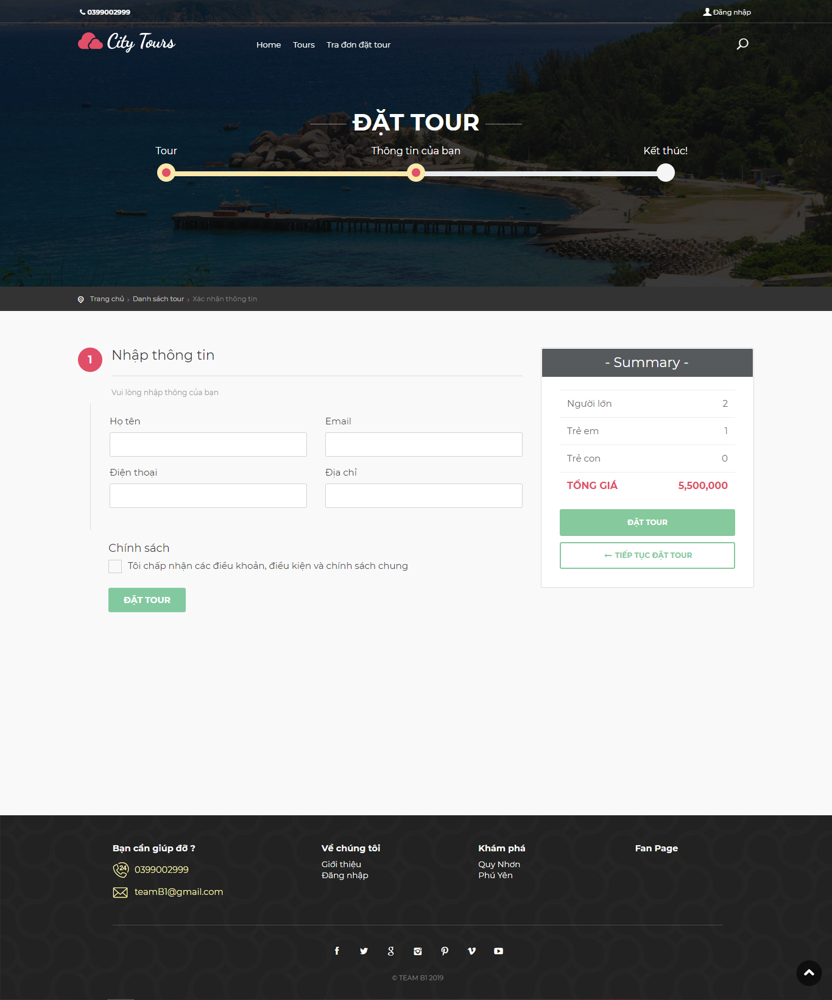 0399002999
Đăng nhập
City Tours
Home
Tours
Tra đơn đặt tour
ĐẶT TOUR
Tour
Thông tin của bạn
Kết thúc!
Trang chủ › Danh sách tour › Xác nhận thông tin
1
Nhập thông tin
Vui lòng nhập thông của bạn
Họ tên
Email
Điện thoại
Địa chỉ
Chính sách
Tôi chấp nhận các điều khoản, điều kiện và chính sách chung
ĐẶT TOUR
- Summary -
Người lớn 2
Trẻ em 1
Trẻ con 0
TỔNG GIÁ 5,500,000
ĐẶT TOUR
← TIẾP TỤC ĐẶT TOUR
Bạn cần giúp đỡ ?
24 0399002999
teamB1@gmail.com
Về chúng tôi
Giới thiệu
Đăng nhập
Khám phá
Quy Nhơn
Phú Yên
Fan Page
© TEAM B1 2019